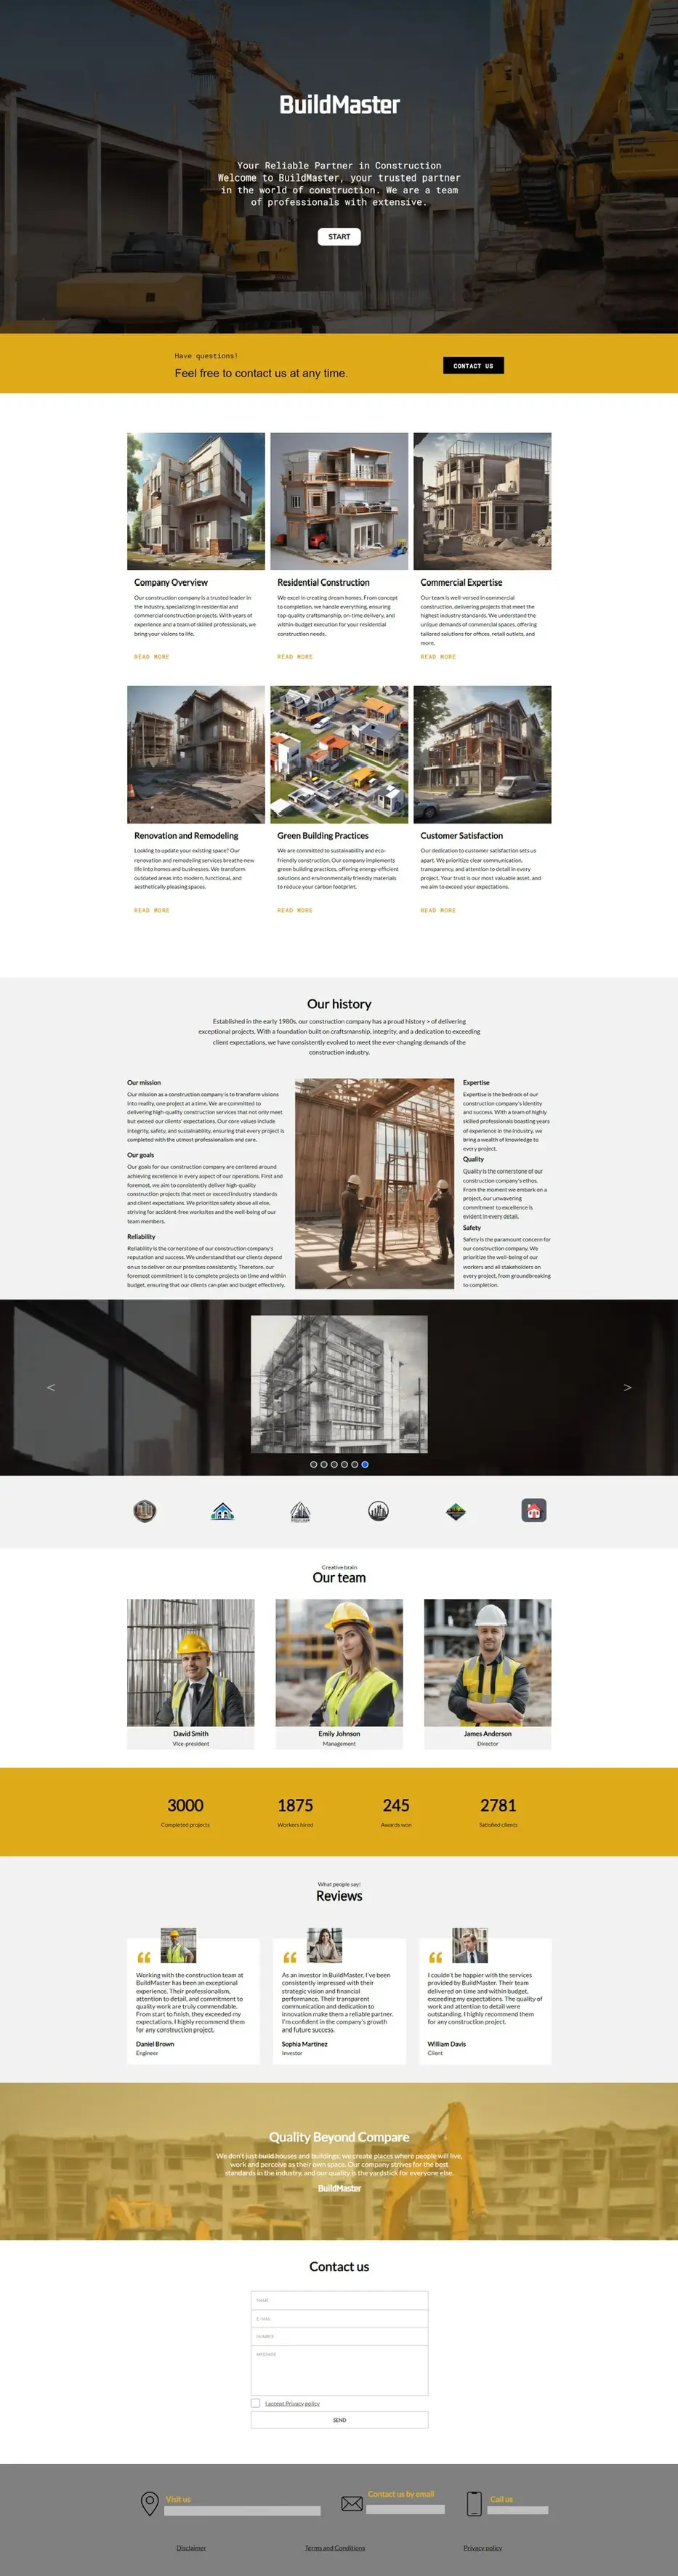 BuildMaster
Your Reliable Partner in Construction
Welcome to BuildMaster, your trusted partner
in the world of construction. We are a team
of professionals with extensive.
START
Have questions!
Feel free to contact us at any time.
CONTACT US
Company Overview
Our construction company is a trusted leader in
the industry, specializing in residential and
commercial construction projects. With years of
experience and a team of skilled professionals, we
bring your visions to life.
READ MORE
Residential Construction
We excel in creating dream homes. From concept
to completion, we handle everything, ensuring
top-quality craftsmanship, on-time delivery, and
within-budget execution for your residential
construction needs.
READ MORE
Commercial Expertise
Our team is well-versed in commercial
construction, delivering projects that meet the
highest industry standards. We understand the
unique demands of commercial spaces, offering
tailored solutions for offices, retail outlets, and
more.
READ MORE
Renovation and Remodeling
Looking to update your existing space? Our
renovation and remodeling services breathe new
life into homes and businesses. We transform
outdated areas into modern, functional, and
aesthetically pleasing spaces.
READ MORE
Green Building Practices
We are committed to sustainability and eco-
friendly construction. Our company implements
green building practices, offering energy-efficient
solutions and environmentally friendly materials
to reduce your carbon footprint.
READ MORE
Customer Satisfaction
Our dedication to customer satisfaction sets us
apart. We prioritize clear communication,
transparency, and attention to detail in every
project. Your trust is our most valuable asset, and
we aim to exceed your expectations.
READ MORE
Our history
Established in the early 1980s, our construction company has a proud history > of delivering
exceptional projects. With a foundation built on craftsmanship, integrity, and a dedication to exceeding
client expectations, we have consistently evolved to meet the ever-changing demands of the
construction industry.
Our mission
Our mission as a construction company is to transform visions
into reality, one project at a time. We are committed to
delivering high-quality construction services that not only meet
but exceed our clients' expectations. Our core values include
integrity, safety, and sustainability, ensuring that every project is
completed with the utmost professionalism and care.
Our goals
Our goals for our construction company are centered around
achieving excellence in every aspect of our operations. First and
foremost, we aim to consistently deliver high-quality
construction projects that meet or exceed industry standards
and client expectations. We prioritize safety above all else,
striving for accident-free worksites and the well-being of our
team members.
Reliability
Reliability is the cornerstone of our construction company's
reputation and success. We understand that our clients depend
on us to deliver on our promises consistently. Therefore, our
foremost commitment is to complete projects on time and within
budget, ensuring that our clients can plan and budget effectively.
Expertise
Expertise is the bedrock of our
construction company's identity
and success. With a team of highly
skilled professionals boasting years
of experience in the industry, we
bring a wealth of knowledge to
every project.
Quality
Quality is the cornerstone of our
construction company's ethos.
From the moment we embark on a
project, our unwavering
commitment to excellence is
evident in every detail.
Safety
Safety is the paramount concern for
our construction company. We
prioritize the well-being of our
workers and all stakeholders on
every project, from groundbreaking
to completion.
<
>
Creative brain
Our team
David Smith
Vice-president
Emily Johnson
Management
James Anderson
Director
3000
Completed projects
1875
Workers hired
245
Awards won
2781
Satisfied clients
What people say!
Reviews
Working with the construction team at
BuildMaster has been an exceptional
experience. Their professionalism,
attention to detail, and commitment to
quality work are truly commendable.
From start to finish, they exceeded my
expectations. I highly recommend them
for any construction project.
Daniel Brown
Engineer
As an investor in BuildMaster, I've been
consistently impressed with their
strategic vision and financial
performance. Their transparent
communication and dedication to
innovation make them a reliable partner.
I'm confident in the company's growth
and future success.
Sophia Martinez
Investor
I couldn't be happier with the services
provided by BuildMaster. Their team
delivered on time and within budget,
exceeding my expectations. The quality of
work and attention to detail were
outstanding. I highly recommend them
for any construction project.
William Davis
Client
Quality Beyond Compare
We don't just build houses and buildings, we create places where people will live,
work and perceive as their own space. Our company strives for the best
standards in the industry, and our quality is the yardstick for everyone else.
BuildMaster
Contact us
NAME
E-MAIL
NUMBER
MESSAGE
I accept Privacy policy
SEND
Visit us
Contact us by email
Call us
Disclaimer
Terms and Conditions
Privacy policy